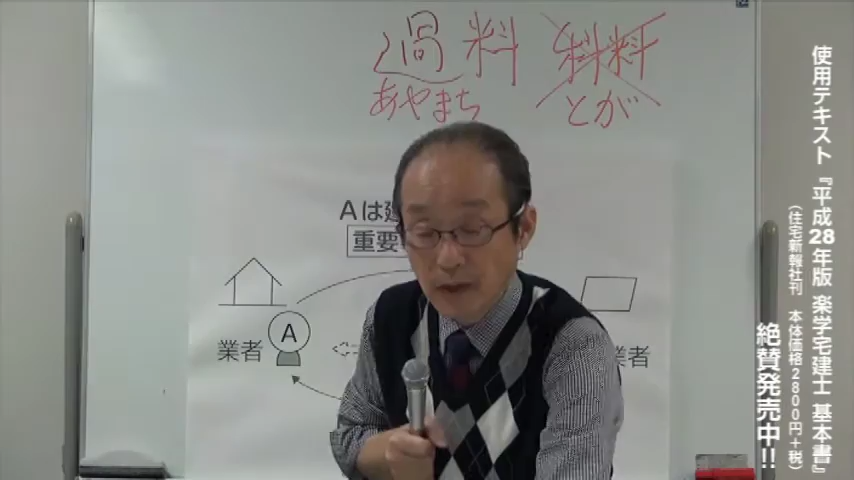 過料 科料
あやまち とが
Aは建
重要
A
業者
業者
使用テキスト『平成28年版 楽学宅建士 基本書』
(住宅新報社刊 本体価格2800円+税)
絶賛発売中!!